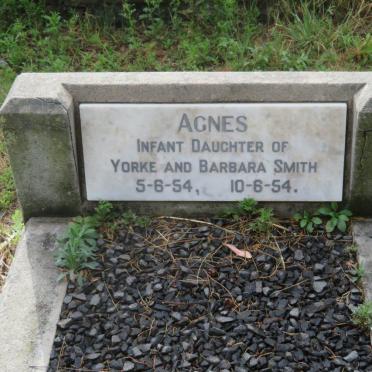 AGNES
INFANT DAUGHTER OF
YORKE AND BARBARA SMITH
5-6-54, 10-6-54.